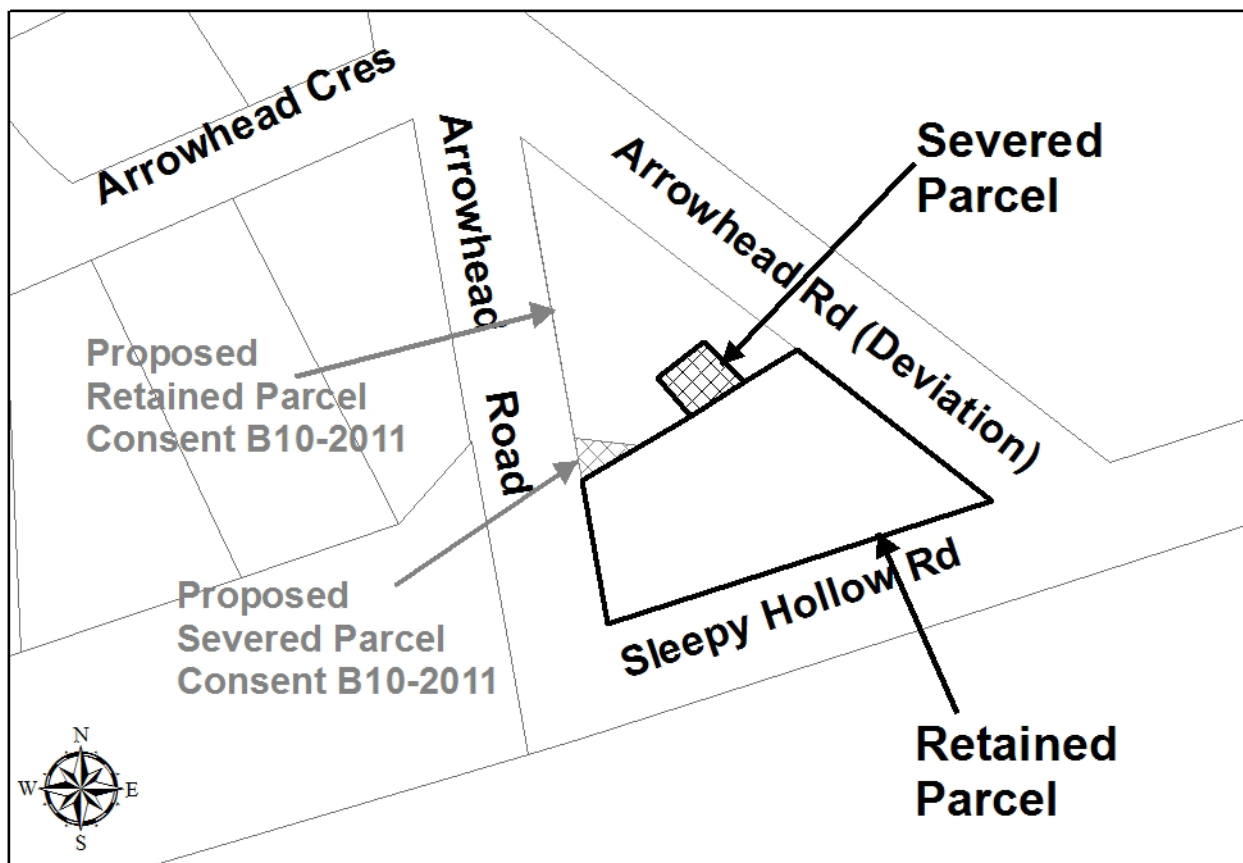 Arrowhead Cres
Arrowhead Road
Arrowhead Rd (Deviation)
Severed
Parcel
Proposed
Retained Parcel
Consent B10-2011
Proposed
Severed Parcel
Consent B10-2011
Sleepy Hollow Rd
Retained
Parcel
N
W
E
S